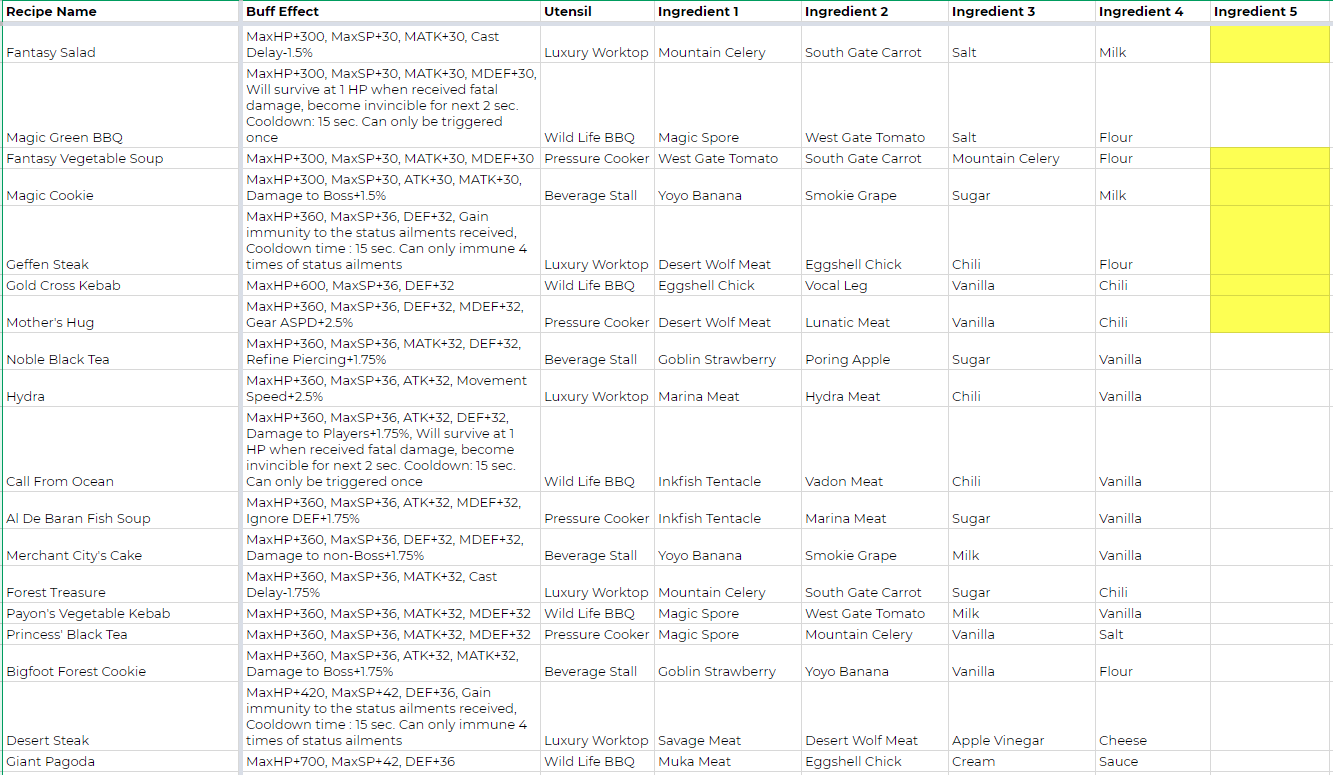 Recipe Name Buff Effect Utensil Ingredient 1 Ingredient 2 Ingredient 3 Ingredient 4 Ingredient 5
MaxHP+300, MaxSP+30, MATK+30, Cast
Fantasy Salad Delay-1.5% Luxury Worktop Mountain Celery South Gate Carrot Salt Milk
MaxHP+300, MaxSP+30, MATK+30, MDEF+30,
Will survive at 1 HP when received fatal
damage, become invincible for next 2 sec.
Cooldown: 15 sec. Can only be triggered
Magic Green BBQ once Wild Life BBQ Magic Spore West Gate Tomato Salt Flour
Fantasy Vegetable Soup MaxHP+300, MaxSP+30, MATK+30, MDEF+30 Pressure Cooker West Gate Tomato South Gate Carrot Mountain Celery Flour
MaxHP+300, MaxSP+30, ATK+30, MATK+30,
Magic Cookie Damage to Boss+1.5% Beverage Stall Yoyo Banana Smokie Grape Sugar Milk
MaxHP+360, MaxSP+36, DEF+32, Gain
immunity to the status ailments received,
Cooldown time : 15 sec. Can only immune 4
Geffen Steak times of status ailments Luxury Worktop Desert Wolf Meat Eggshell Chick Chili Flour
Gold Cross Kebab MaxHP+600, MaxSP+36, DEF+32 Wild Life BBQ Eggshell Chick Vocal Leg Vanilla Chili
MaxHP+360, MaxSP+36, DEF+32, MDEF+32,
Mother's Hug Gear ASPD+2.5% Pressure Cooker Desert Wolf Meat Lunatic Meat Vanilla Chili
MaxHP+360, MaxSP+36, MATK+32, DEF+32,
Noble Black Tea Refine Piercing+1.75% Beverage Stall Goblin Strawberry Poring Apple Sugar Vanilla
MaxHP+360, MaxSP+36, ATK+32, Movement
Hydra Speed+2.5% Luxury Worktop Marina Meat Hydra Meat Chili Vanilla
MaxHP+360, MaxSP+36, ATK+32, DEF+32,
Damage to Players+1.75%, Will survive at 1
HP when received fatal damage, become
invincible for next 2 sec. Cooldown: 15 sec.
Call From Ocean Can only be triggered once Wild Life BBQ Inkfish Tentacle Vadon Meat Chili Vanilla
MaxHP+360, MaxSP+36, ATK+32, MDEF+32,
Al De Baran Fish Soup Ignore DEF+1.75% Pressure Cooker Inkfish Tentacle Marina Meat Sugar Vanilla
MaxHP+360, MaxSP+36, DEF+32, MDEF+32,
Merchant City's Cake Damage to non-Boss+1.75% Beverage Stall Yoyo Banana Smokie Grape Milk Vanilla
MaxHP+360, MaxSP+36, MATK+32, Cast
Forest Treasure Delay-1.75% Luxury Worktop Mountain Celery South Gate Carrot Sugar Chili
Payon's Vegetable Kebab MaxHP+360, MaxSP+36, MATK+32, MDEF+32 Wild Life BBQ Magic Spore West Gate Tomato Milk Vanilla
Princess' Black Tea MaxHP+360, MaxSP+36, MATK+32, MDEF+32 Pressure Cooker Magic Spore Mountain Celery Vanilla Salt
MaxHP+360, MaxSP+36, ATK+32, MATK+32,
Bigfoot Forest Cookie Damage to Boss+1.75% Beverage Stall Goblin Strawberry Yoyo Banana Vanilla Flour
MaxHP+420, MaxSP+42, DEF+36, Gain
immunity to the status ailments received,
Cooldown time : 15 sec. Can only immune 4
Desert Steak times of status ailments Luxury Worktop Savage Meat Desert Wolf Meat Apple Vinegar Cheese
Giant Pagoda MaxHP+700, MaxSP+42, DEF+36 Wild Life BBQ Muka Meat Eggshell Chick Cream Sauce